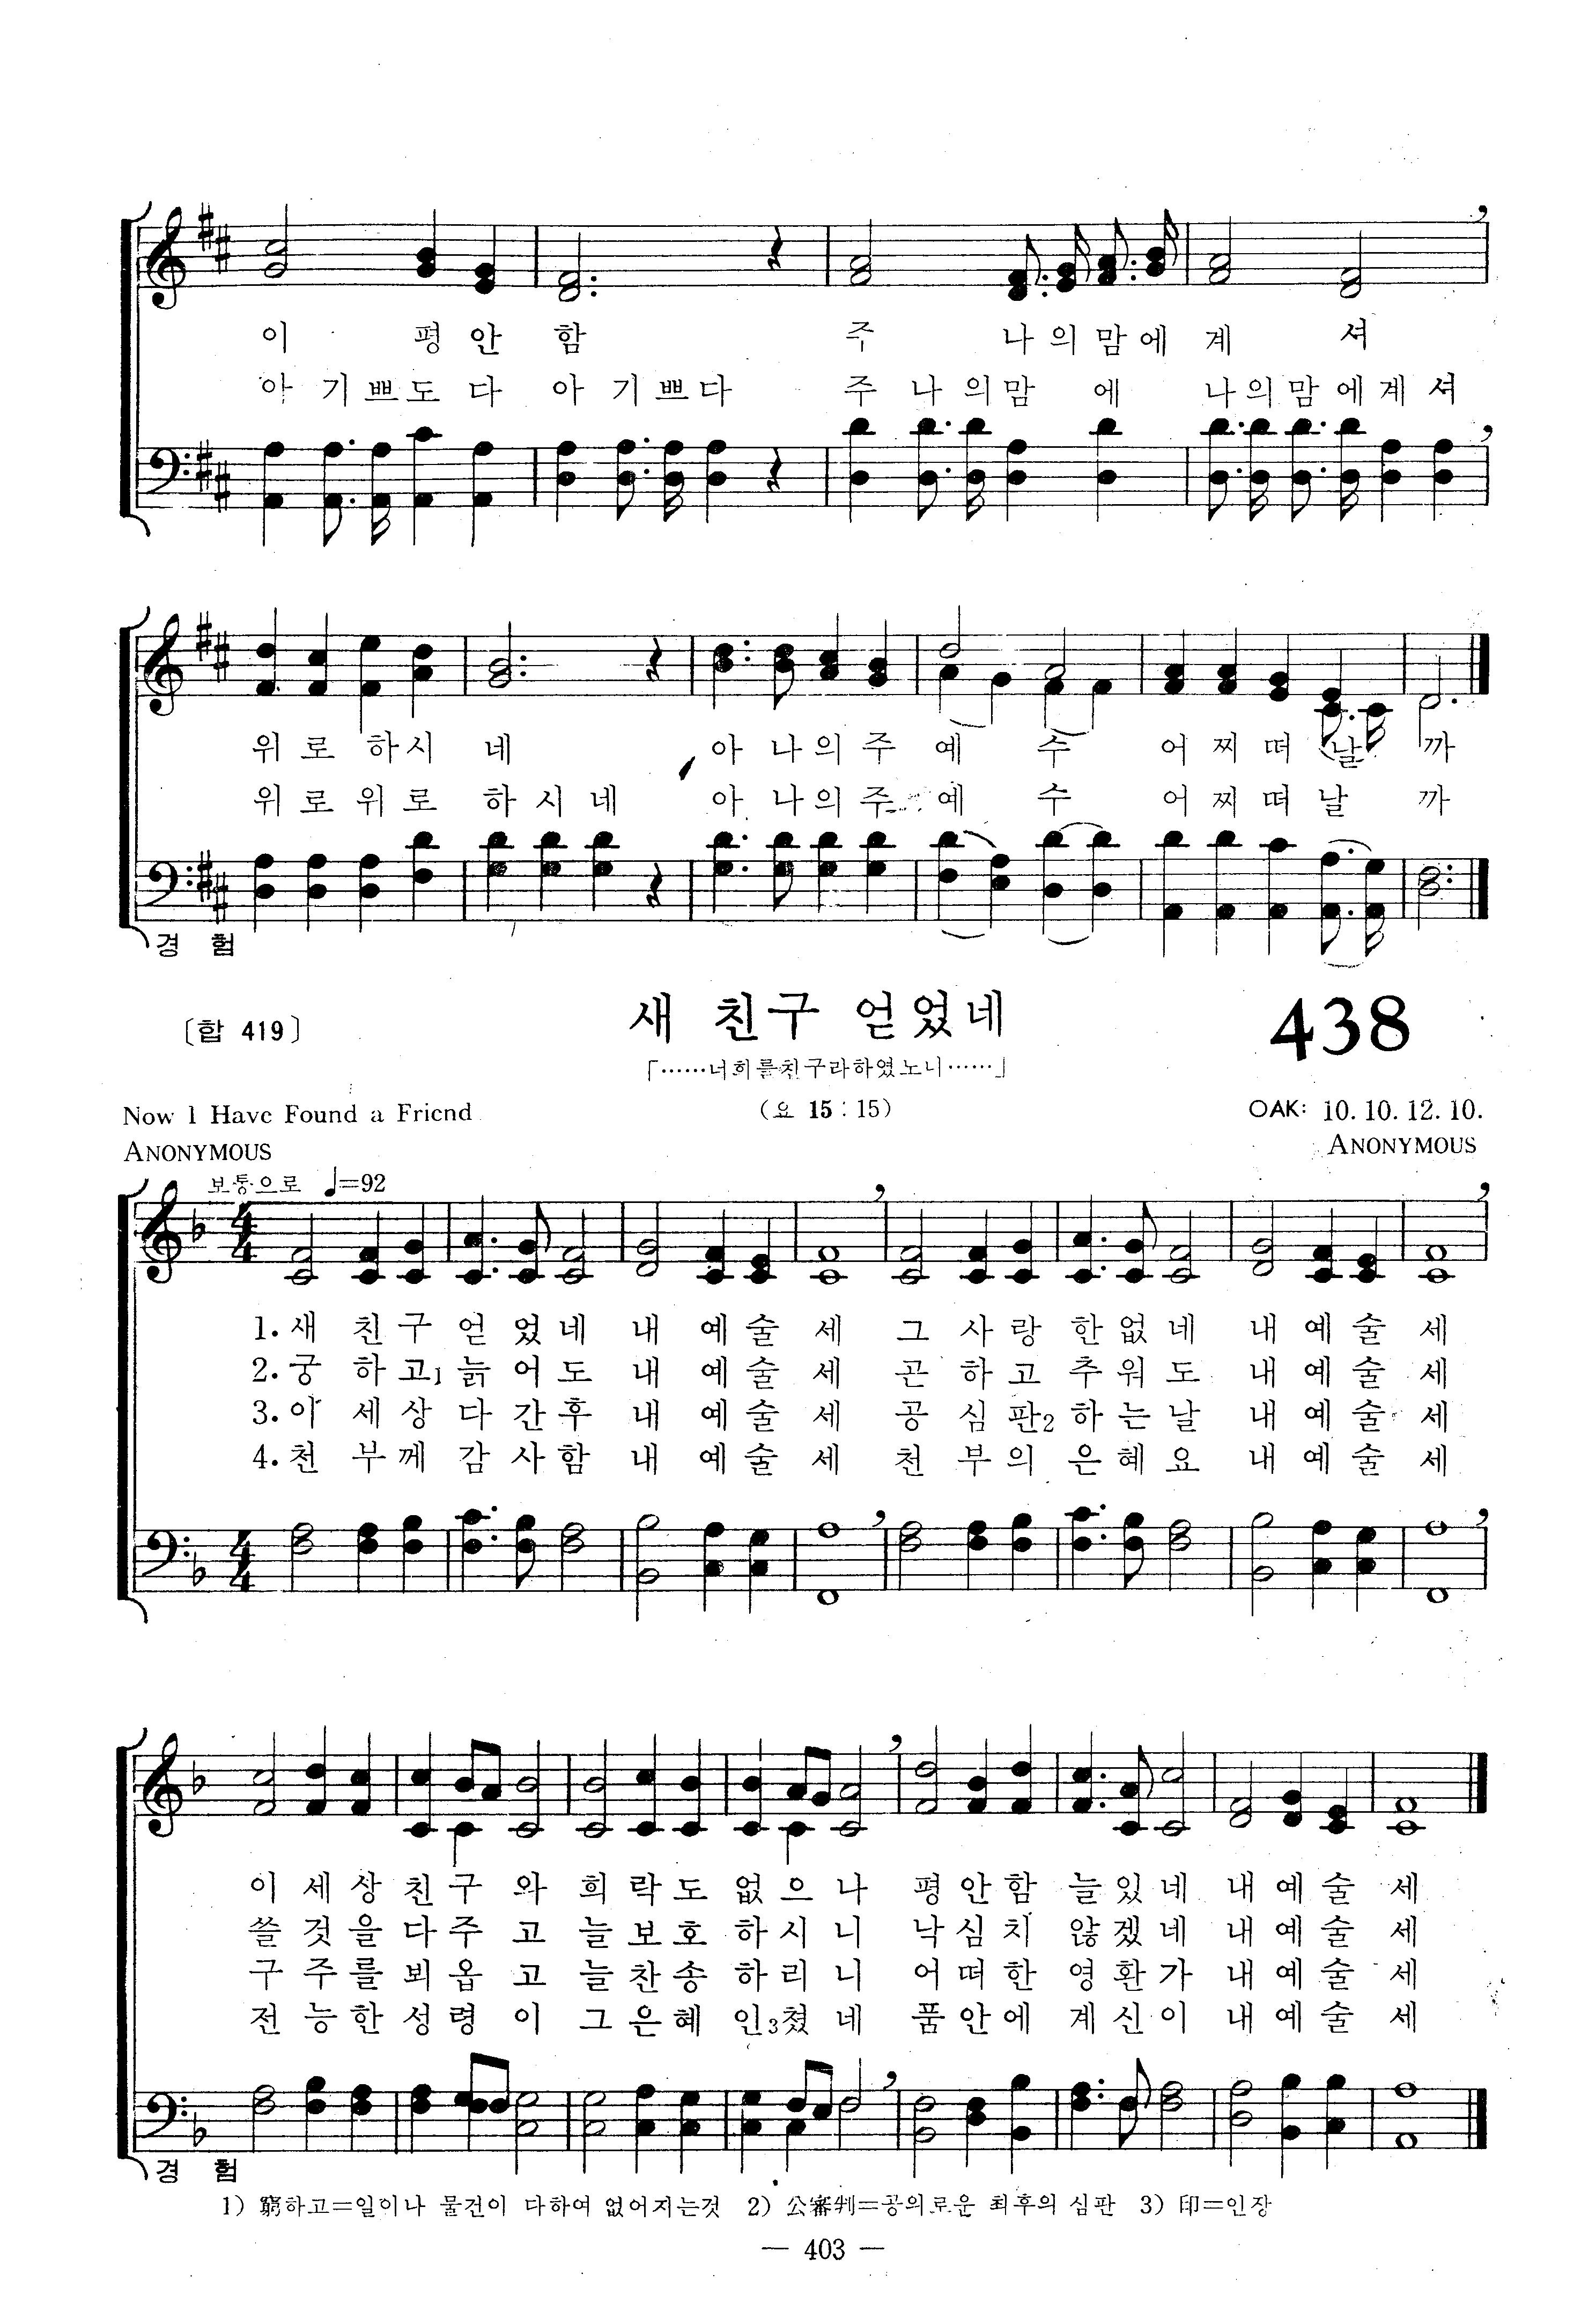 이 평 안 함 주 나의맘에 계 셔
아 기쁘도 다 아 기쁘다 주 나의맘 에 나의맘에계 셔
위로하시 네 아 나의주 예 수 어찌떠날 까
위로위로 하시네 아 나의주 예 수 어찌떠날 까
경 험
〔합 419〕
새 친구 얻었네
438
「……너희를친구라하였노니……」
Now I Have Found a Friend
(요 15 : 15)
OAK: 10. 10. 12. 10.
ANONYMOUS
ANONYMOUS
보통으로 ♩=92
1. 새 친구 얻었네 내 예술 세 그 사랑 한없네 내 예술 세
2. 궁 하고1 늙어도 내 예술 세 곤 하고 추워도 내 예술 세
3. 이 세상 다간후 내 예술 세 공 심판2 하는날 내 예술 세
4. 천 부께 감사함 내 예술 세 천 부의 은혜요 내 예술 세
이 세상 친구 와 희락도 없으나 평안함 늘있네 내예술 세
쓸 것을 다주 고 늘보호 하시니 낙심치 않겠네 내예술 세
구 주를 뵈옵 고 늘찬송 하리니 어떠한 영환가 내예술 세
전 능한 성령 이 그은혜 인3쳤네 품안에 계신이 내예술 세
경 험
1) 窮하고=일이나 물건이 다하여 없어지는것 2) 公審判=공의로운 최후의 심판 3) 印=인장
— 403 —